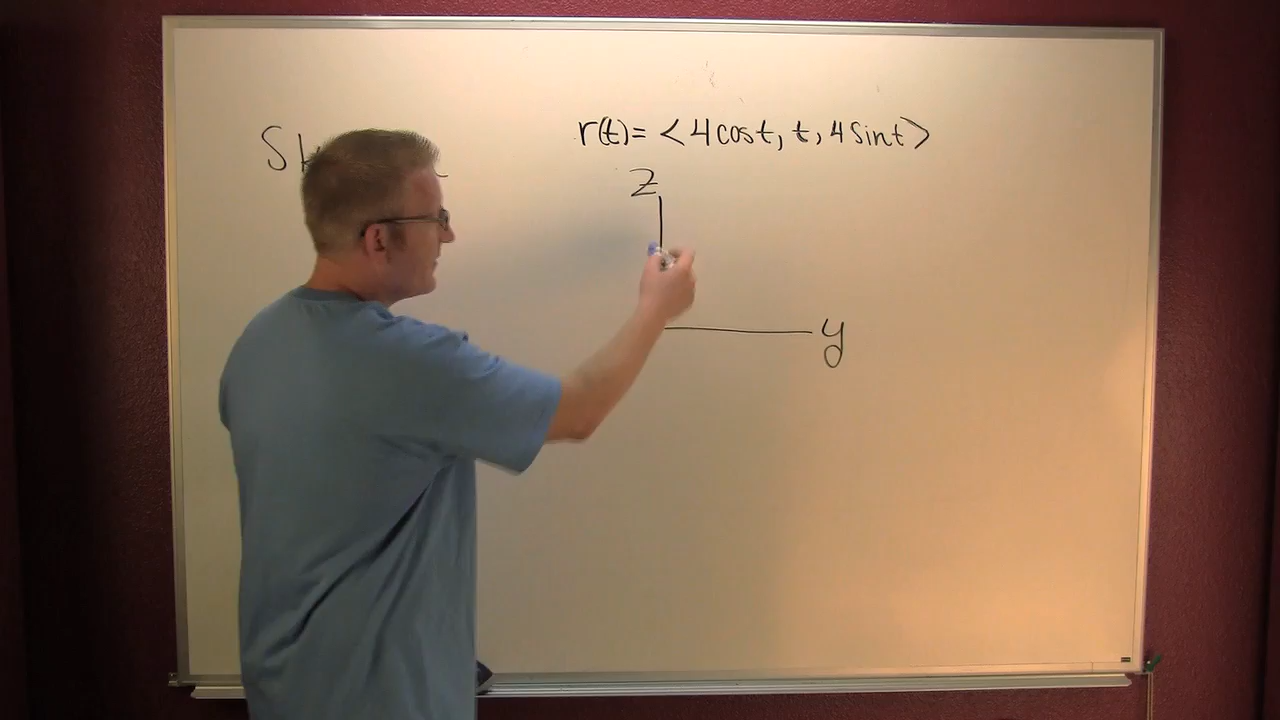 r(t)= <4cost, t, 4Sint>
z
y